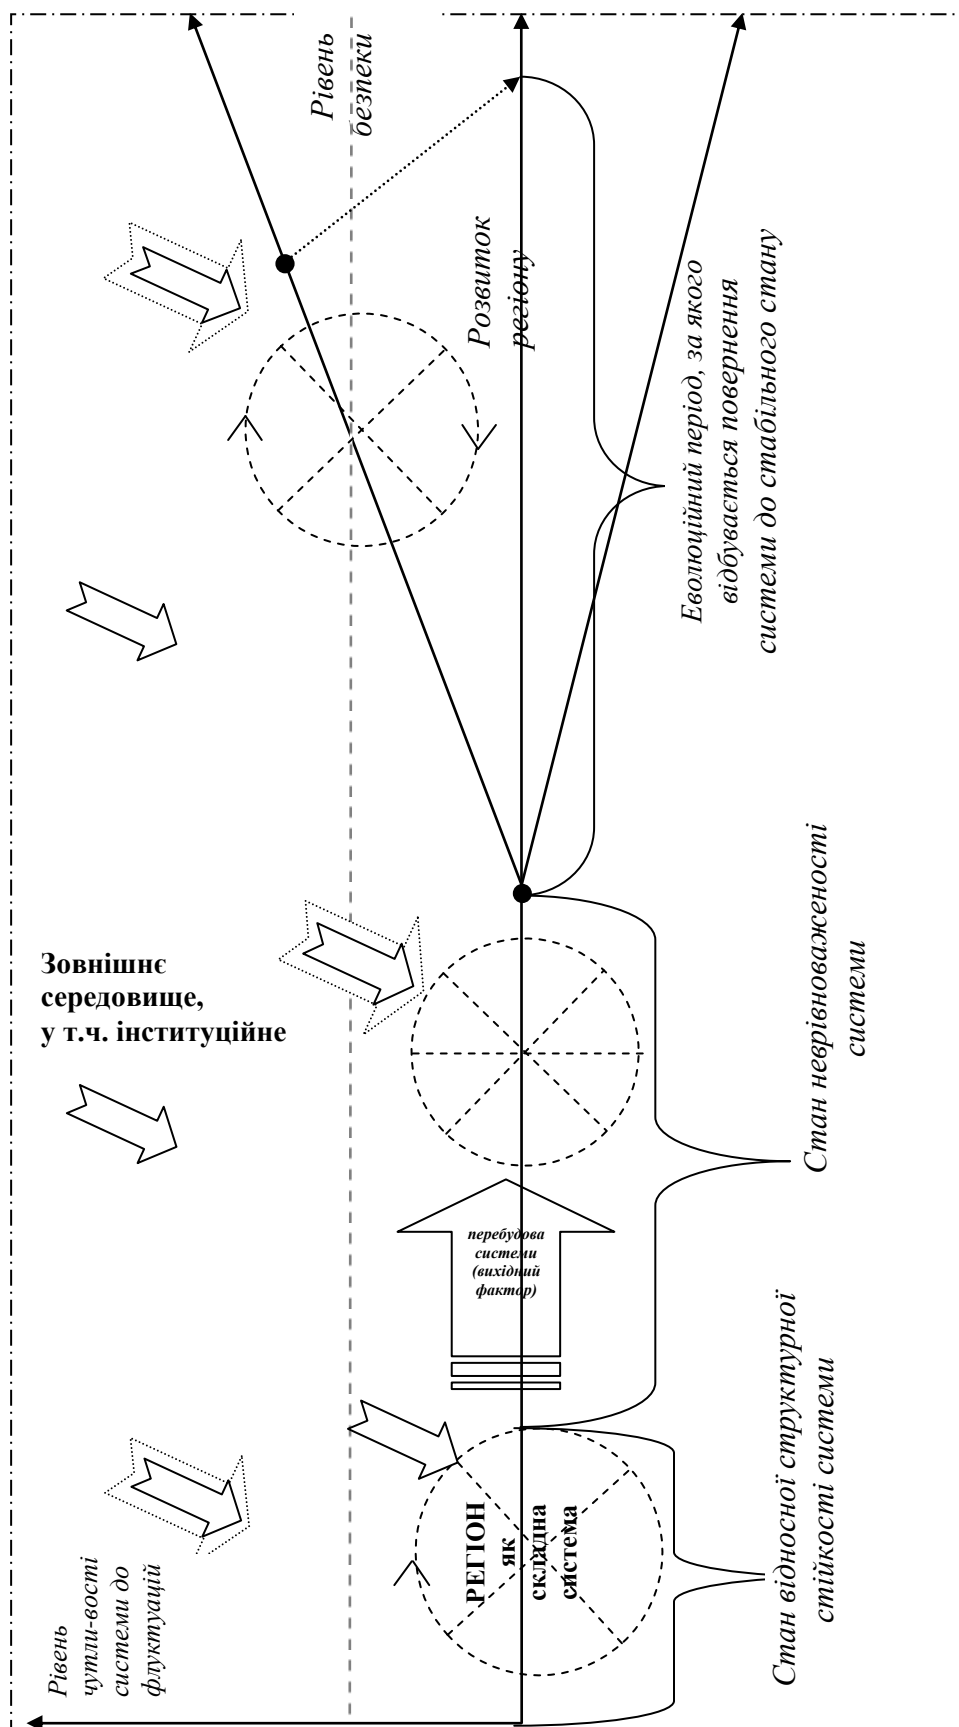 Рівень
безпеки
Розвиток
регіону
Еволюційний період, за якого
відбувається повернення
системи до стабільного стану
Зовнішнє
середовище,
у т.ч. інституційне
Стан неврівноваженості
системи
перебудова
системи
(вихідний
фактор)
Рівень
чутли-вості
системи до
флуктуацій
РЕГІОН
як
складна
система
Стан відносної структурної
стійкості системи